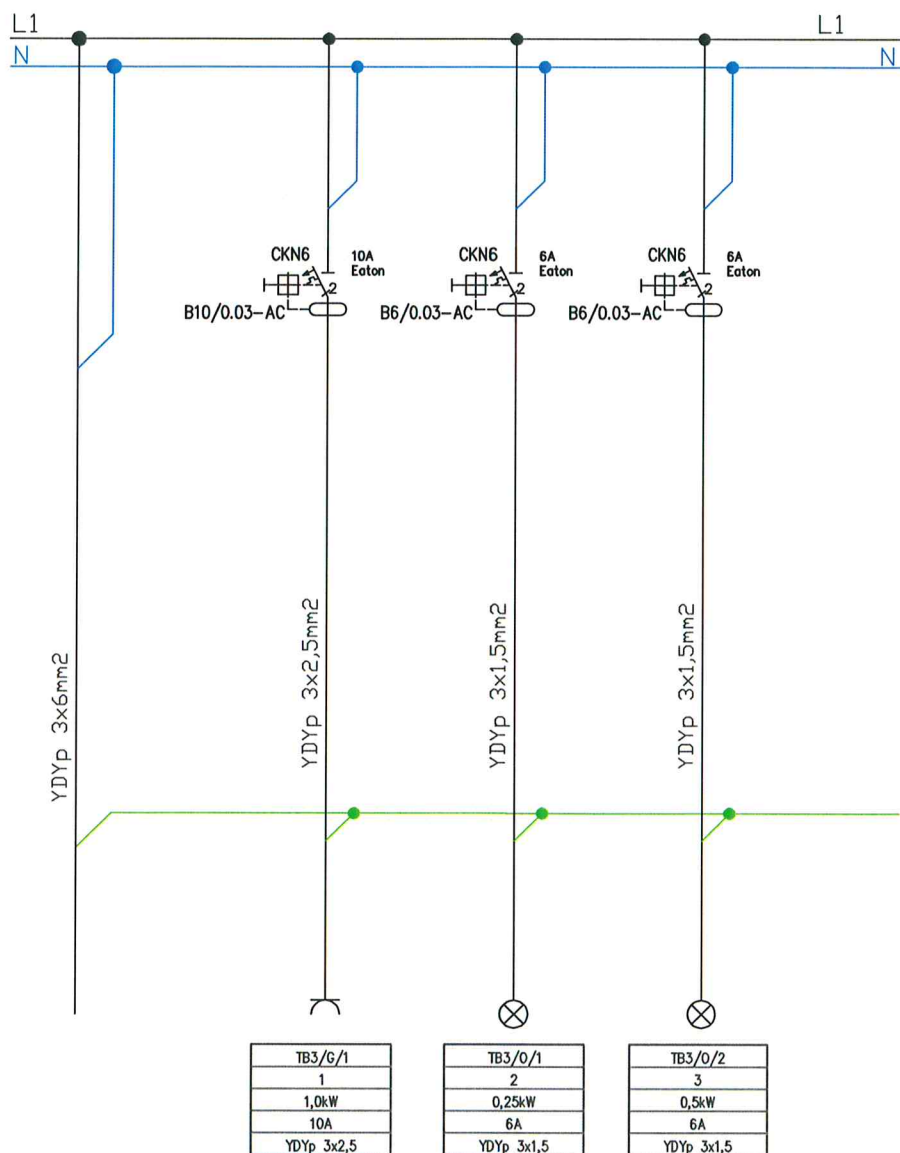 L1
L1
N
N
CKN6
10A
Eaton
2
B10/0.03-AC
CKN6
6A
Eaton
2
B6/0.03-AC
CKN6
6A
Eaton
2
B6/0.03-AC
YDYp 3x6mm2
YDYp 3x2,5mm2
YDYp 3x1,5mm2
YDYp 3x1,5mm2
TB3/G/1
1
1,0kW
10A
YDYp 3x2,5
TB3/O/1
2
0,25kW
6A
YDYp 3x1,5
TB3/O/2
3
0,5kW
6A
YDYp 3x1,5